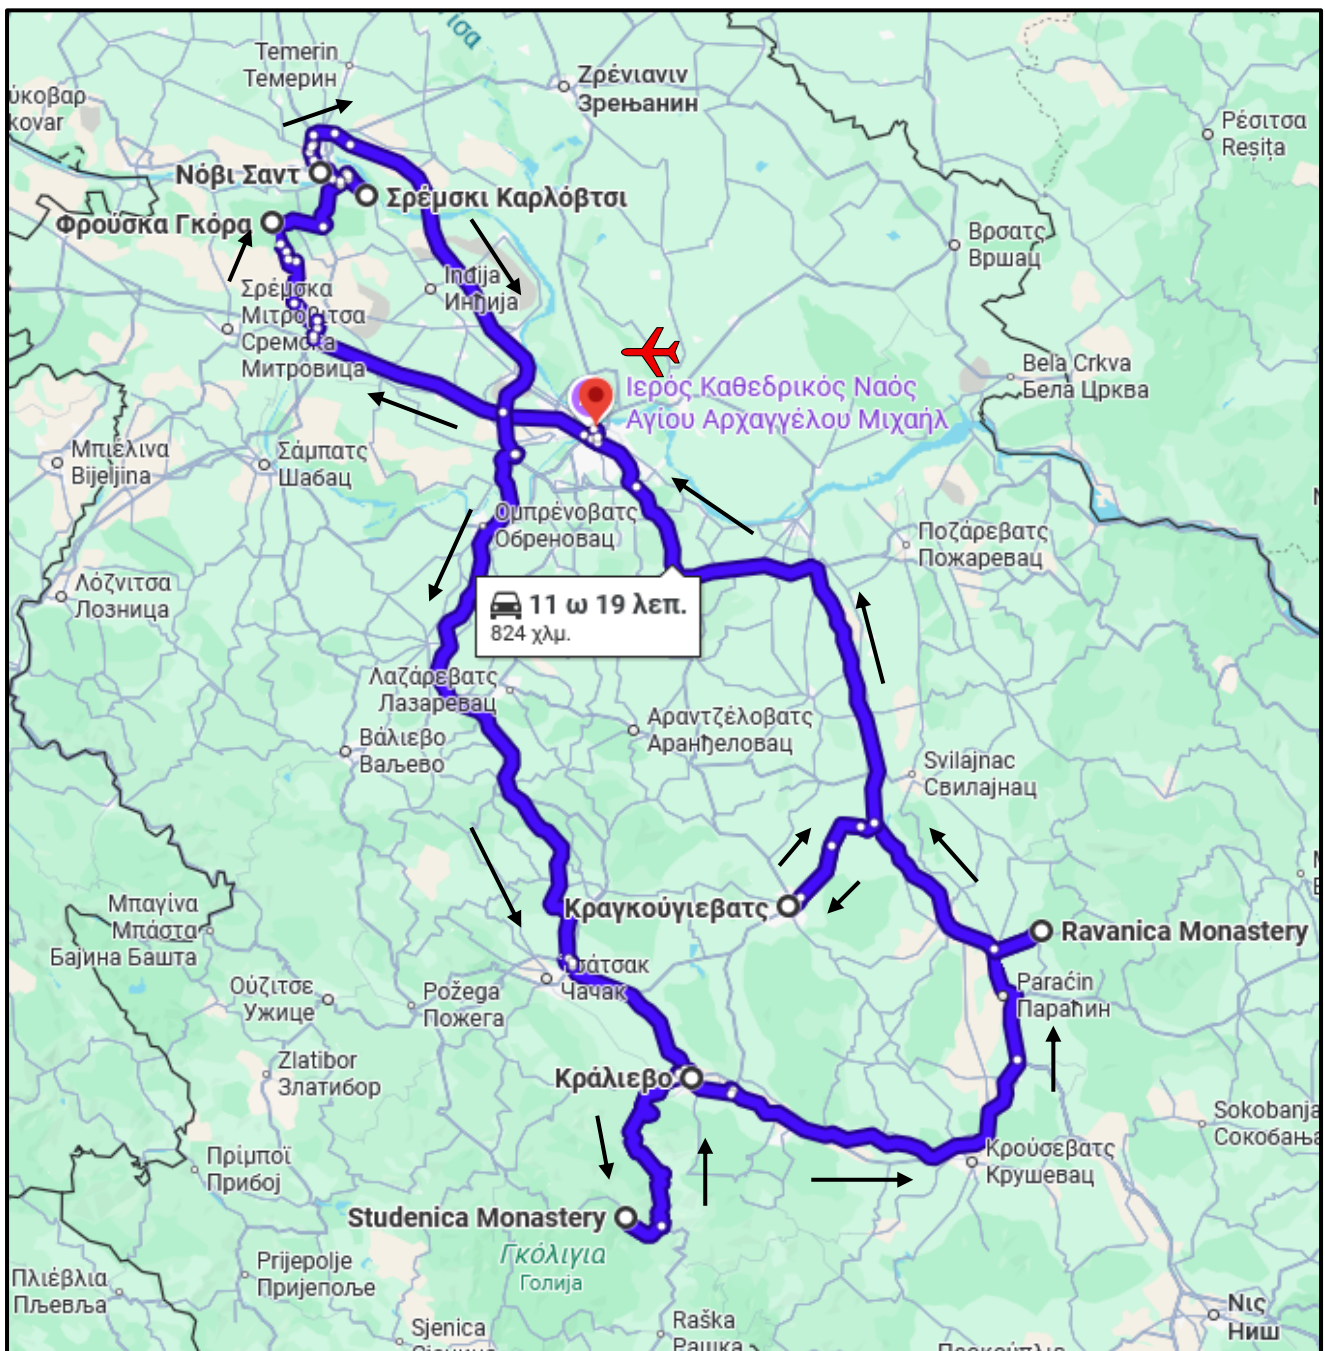 Temerin
Темерин
Ζρένιανιν
Зрењанин
ύκοβαρ
kovar
Ρέσιτσα
Reșița
Νόβι Σαντ
Σρέμσκι Καρλόβτσι
Φρούσκα Γκόρα
Βρσατς
Вршац
Inđija
Инђија
Σρέμσκα
Μιτροβιτσα
Сремска
Митровица
Bela Crkva
Бела Црква
Ιερός Καθεδρικός Ναός
Αγίου Αρχαγγέλου Μιχαήλ
Μπιέλινα
Bijeljina
Σάμπατς
Шабац
Ομπρένοβατς
Обреновац
Ποζάρεβατς
Пожаревац
Λόζνιτσα
Лозница
11 ω 19 λεπ.
824 χλμ.
Λαζάρεβατς
Лазаревац
Αραντζέλοβατς
Аранђеловац
Βάλιεβο
Ваљево
Svilajnac
Свилајнац
Μπαγίνα
Μπάστα
Бајина Башта
Κραγκούγιεβατς
Ravanica Monastery
τσάτσακ
Чачак
Ούζιτσε
Ужице
Požega
Пожега
Paraćin
Параћин
Zlatibor
Златибор
Κράλιεβο
Sokobanja
Сокобања
Πρίμποϊ
Прибој
Κρούσεβατς
Крушевац
Studenica Monastery
Γκόλιγια
Голија
Prijepolje
Пријепоље
Πλιέβλια
Пљевља
Νις
Ниш
Raška
Рашка
Sjenica